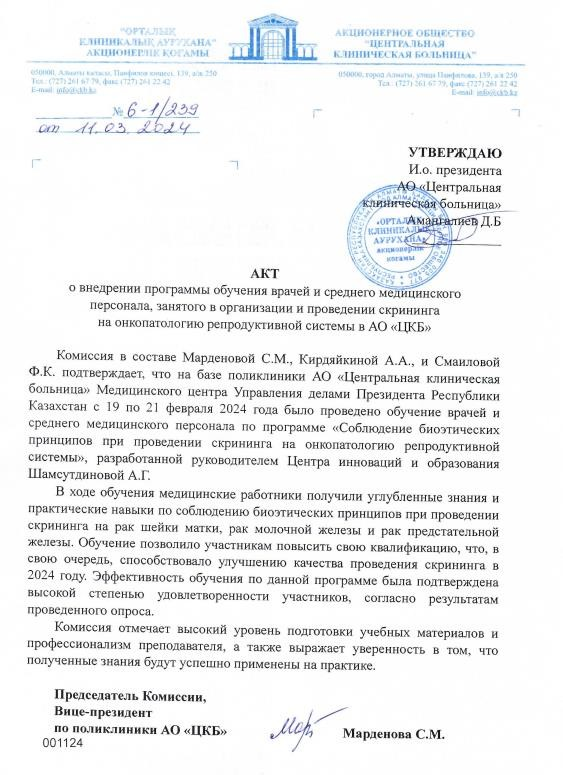 "ОРТАЛЫҚ
КЛИНИКАЛЫҚ АУРУХАНА"
АКЦИОНЕРЛІК ҚОҒАМЫ
АКЦИОНЕРНОЕ ОБЩЕСТВО
"ЦЕНТРАЛЬНАЯ
КЛИНИЧЕСКАЯ БОЛЬНИЦА"
050000, Алматы қаласы, Панфилов көшесі, 139, а/я 250
Тел.: (727) 261 67 79, факс (727) 261 22 42
E-mail: info@ckb.kz
050000, город Алматы, улица Панфилова, 139, а/я 250
Тел.: (727) 261 67 79, факс (727) 261 22 42
E-mail: info@ckb.kz
№ 6-1/239
от 11.03.2024
УТВЕРЖДАЮ
И.о. президента
АО «Центральная
клиническая больница»
Амангалиев Д.Б
«ОРТАЛЫҚ
КЛИНИКАЛЫҚ
АУРУХАНА»
акционерлік
қоғамы
АКТ
о внедрении программы обучения врачей и среднего медицинского
персонала, занятого в организации и проведении скрининга
на онкопатологию репродуктивной системы в АО «ЦКБ»
Комиссия в составе Марденовой С.М., Кирдяйкиной А.А., и Смаиловой
Ф.К. подтверждает, что на базе поликлиники АО «Центральная клиническая
больница» Медицинского центра Управления делами Президента Республики
Казахстан с 19 по 21 февраля 2024 года было проведено обучение врачей и
среднего медицинского персонала по программе «Соблюдение биоэтических
принципов при проведении скрининга на онкопатологию репродуктивной
системы», разработанной руководителем Центра инноваций и образования
Шамсутдиновой А.Г.
В ходе обучения медицинские работники получили углубленные знания и
практические навыки по соблюдению биоэтических принципов при проведении
скрининга на рак шейки матки, рак молочной железы и рак предстательной
железы. Обучение позволило участникам повысить свою квалификацию, что, в
свою очередь, способствовало улучшению качества проведения скрининга в
2024 году. Эффективность обучения по данной программе была подтверждена
высокой степенью удовлетворенности участников, согласно результатам
проведенного опроса.
Комиссия отмечает высокий уровень подготовки учебных материалов и
профессионализм преподавателя, а также выражает уверенность в том, что
полученные знания будут успешно применены на практике.
Председатель Комиссии,
Вице-президент
по поликлиники АО «ЦКБ»
Марденова С.М.
001124